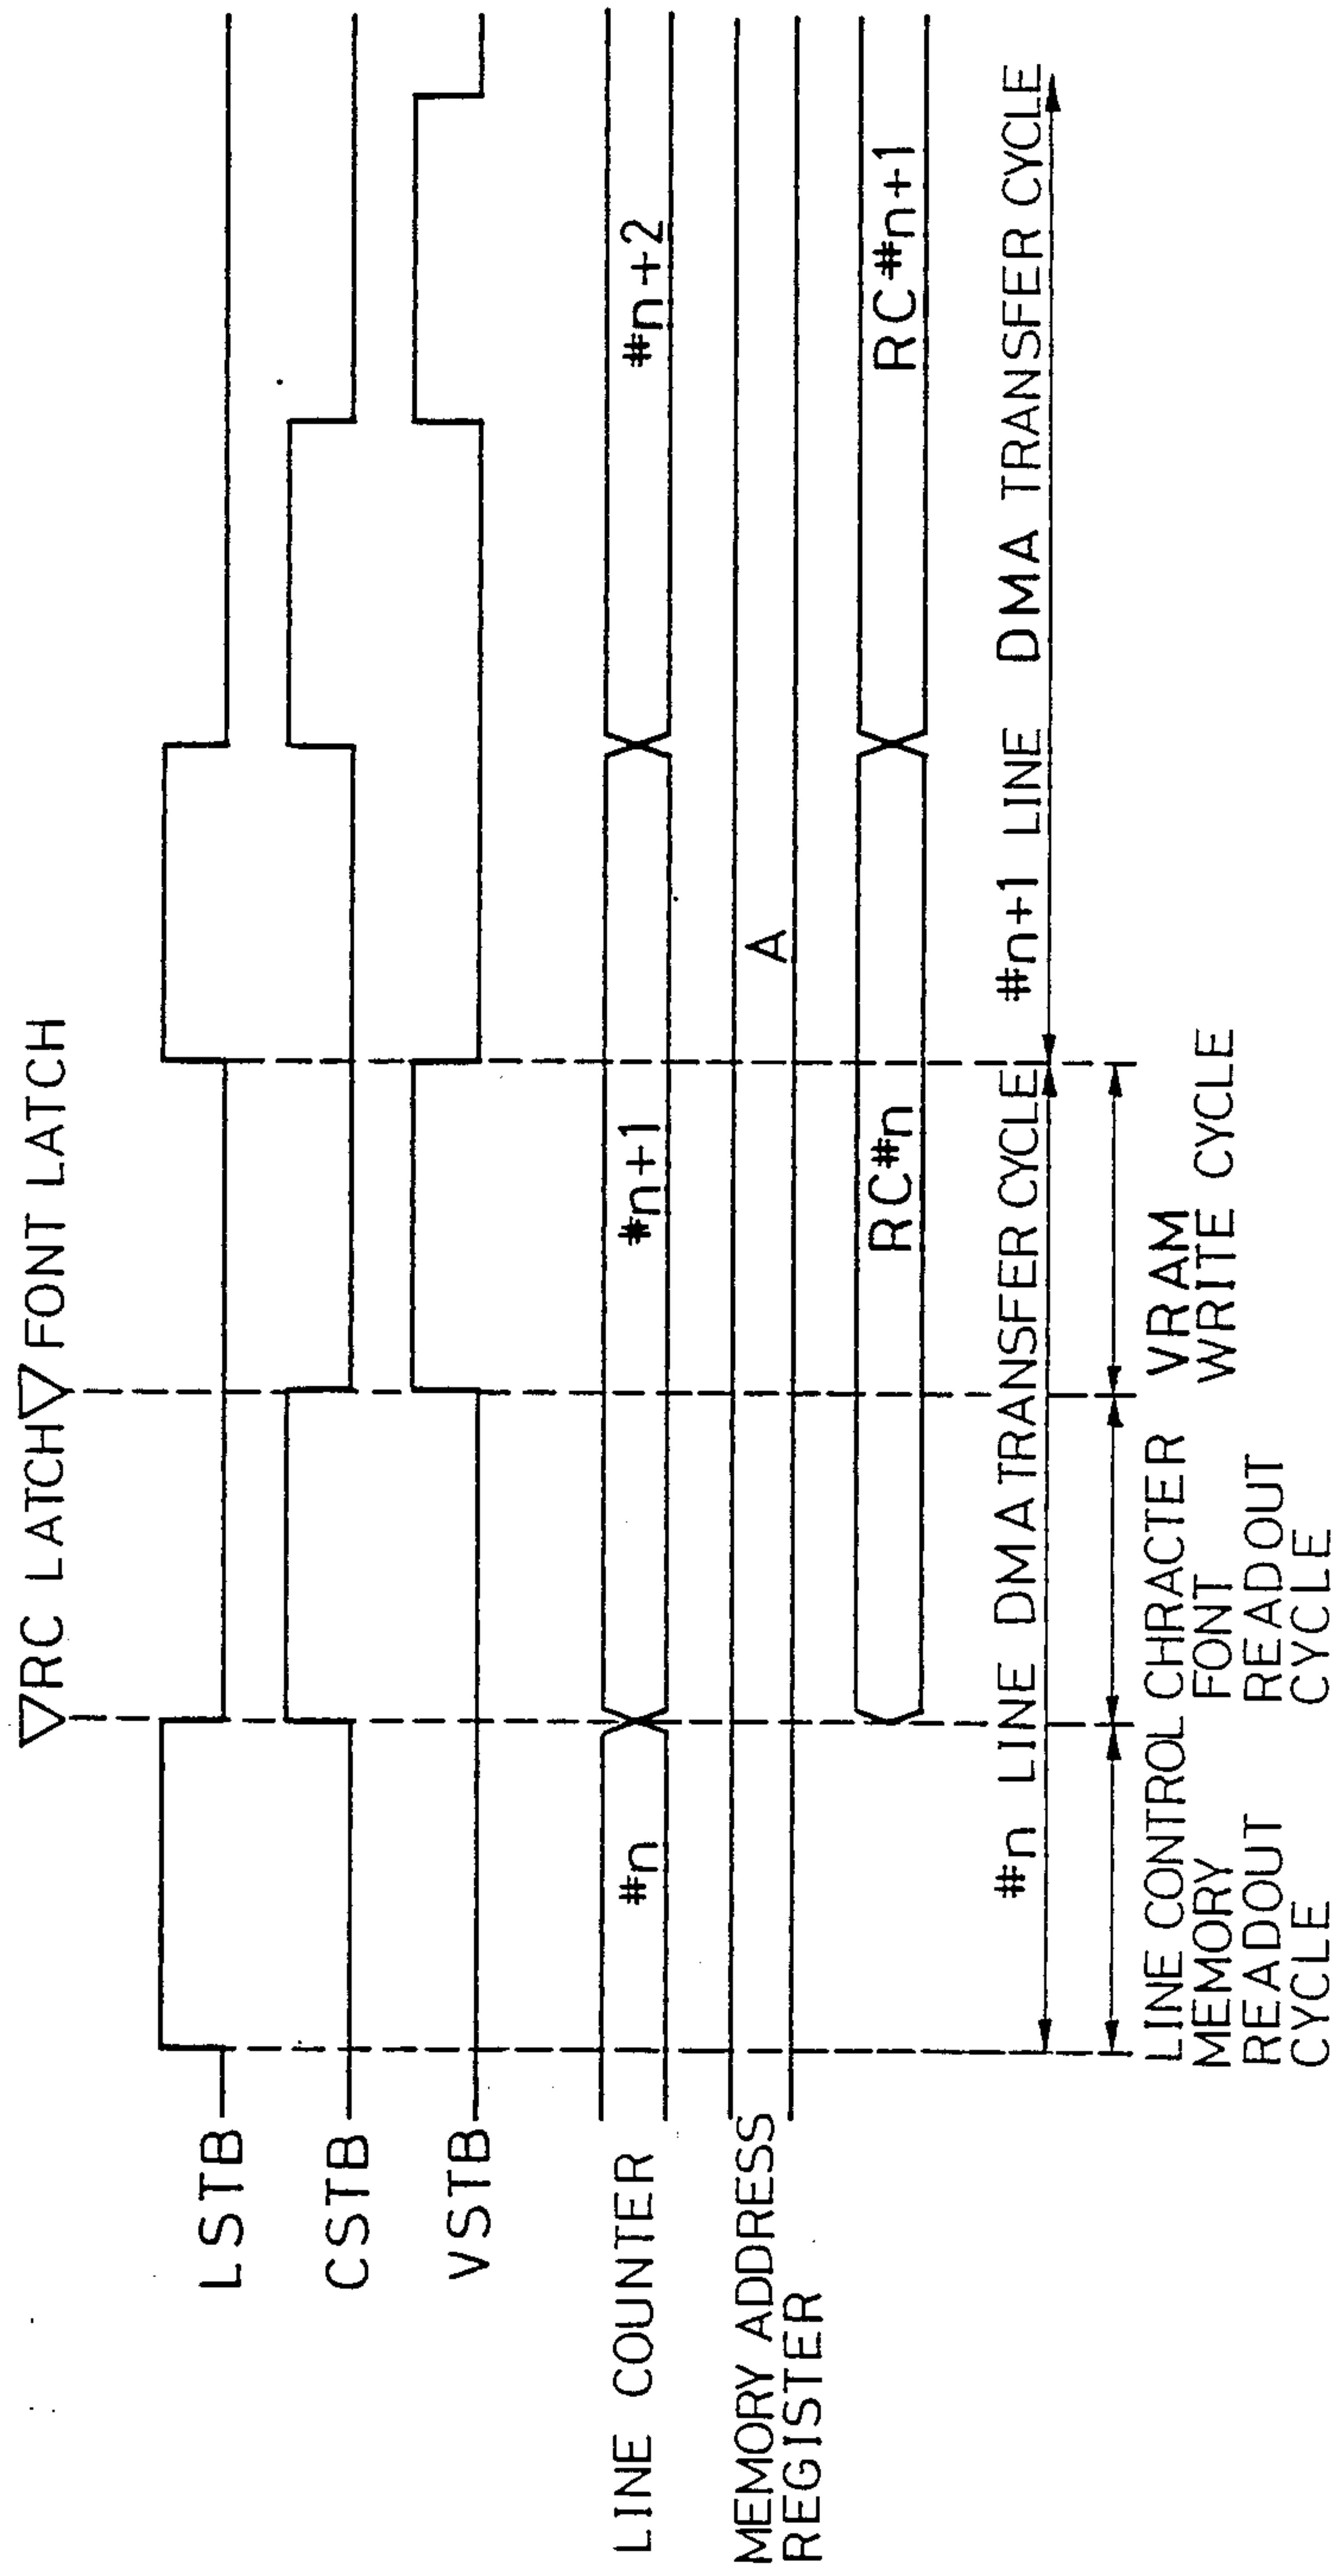 ▽RC LATCH ▽FONT LATCH
LSTB
CSTB
VSTB
LINE COUNTER
#n
#n+1
#n+2
MEMORY ADDRESS
REGISTER
A
RC#n
RC#n+1
#n LINE DMA TRANSFER CYCLE
#n+1 LINE DMA TRANSFER CYCLE
LINE CONTROL
MEMORY
READOUT
CYCLE
CHRACTER
FONT
READOUT
CYCLE
VRAM
WRITE CYCLE